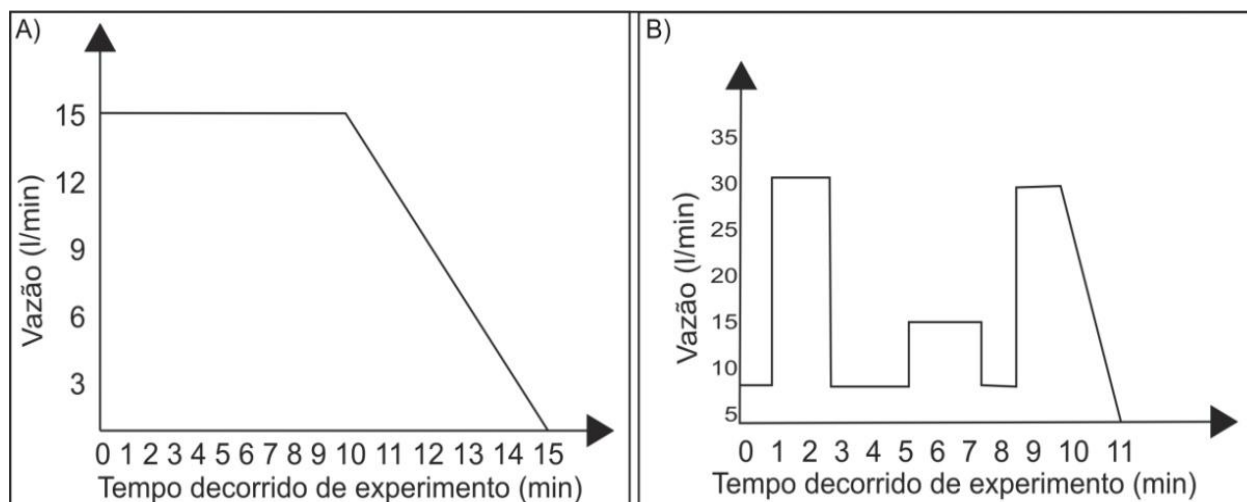 A)
Vazão (l/min)
15
12
9
6
3
0 1 2 3 4 5 6 7 8 9 10 11 12 13 14 15
Tempo decorrido de experimento (min)
B)
Vazão (l/min)
35
30
25
20
15
10
5
0 1 2 3 4 5 6 7 8 9 10 11
Tempo decorrido de experimento (min)